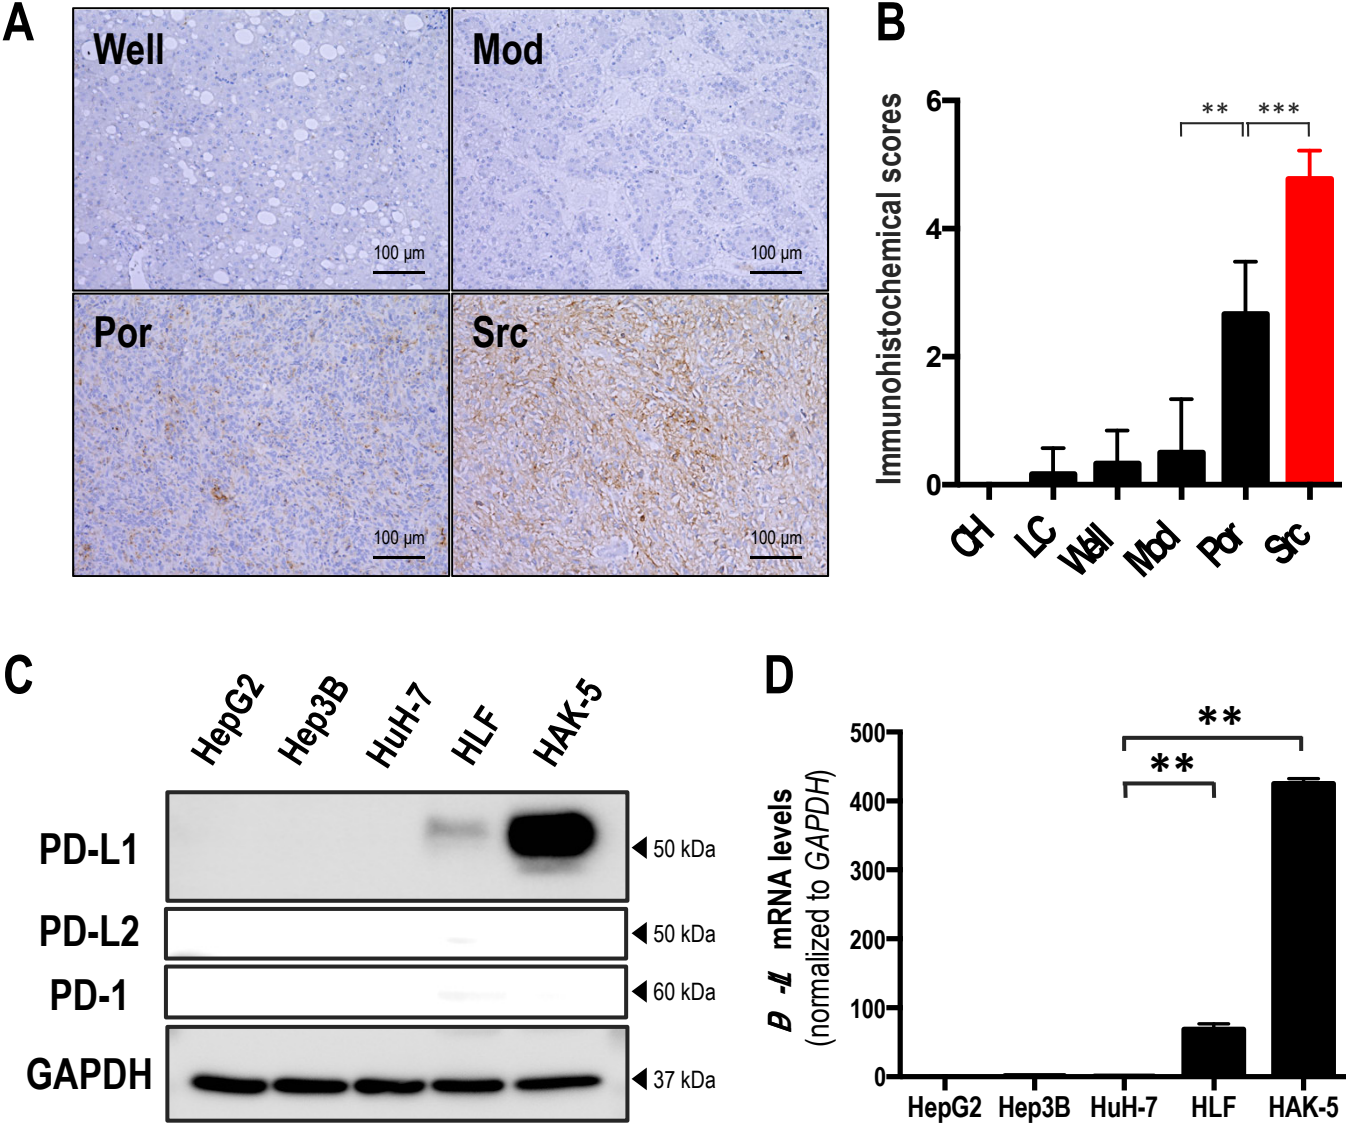 A
Well
100 µm
Mod
100 µm
Por
100 µm
Src
100 µm
B
Immunohistochemical scores
6
4
2
0
** ***
CH
LC
Well
Mod
Por
Src
C
HepG2
Hep3B
HuH-7
HLF
HAK-5
PD-L1
50 kDa
PD-L2
50 kDa
PD-1
60 kDa
GAPDH
37 kDa
D
mRNA levels
(normalized to GAPDH)
500
400
300
200
100
0
**
**
HepG2 Hep3B HuH-7 HLF HAK-5